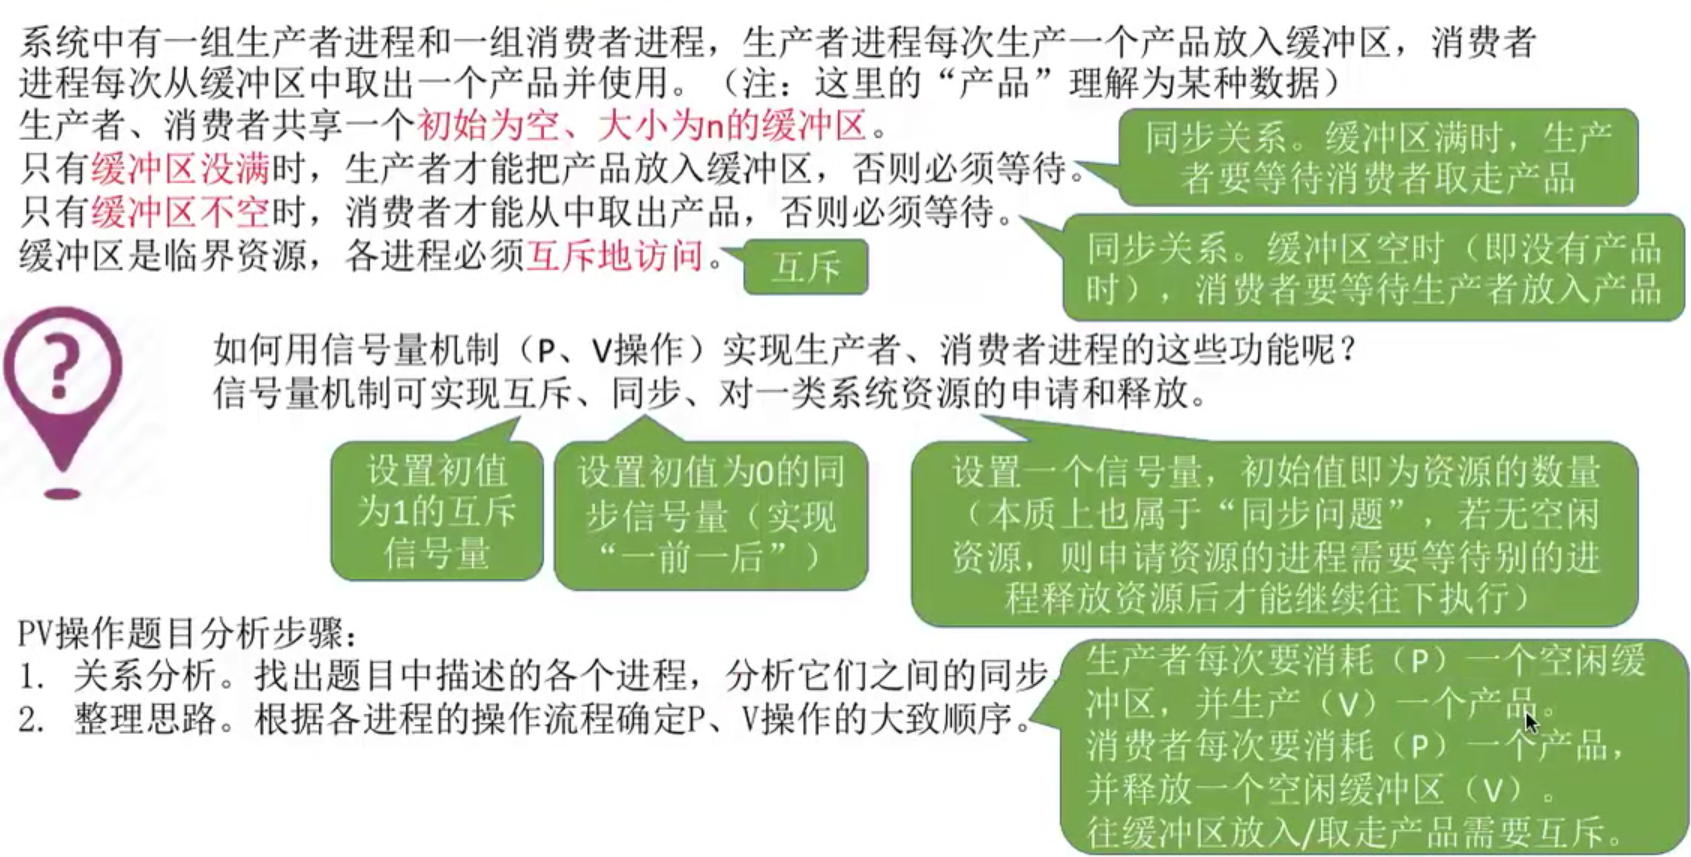 系统中有一组生产者进程和一组消费者进程，生产者进程每次生产一个产品放入缓冲区，消费者
进程每次从缓冲区中取出一个产品并使用。（注：这里的“产品”理解为某种数据）
生产者、消费者共享一个初始为空、大小为n的缓冲区。
只有缓冲区没满时，生产者才能把产品放入缓冲区，否则必须等待。
同步关系。缓冲区满时，生产
者要等待消费者取走产品
只有缓冲区不空时，消费者才能从中取出产品，否则必须等待。
同步关系。缓冲区空时（即没有产品
时），消费者要等待生产者放入产品
缓冲区是临界资源，各进程必须互斥地访问。
互斥
?
如何用信号量机制（P、V操作）实现生产者、消费者进程的这些功能呢？
信号量机制可实现互斥、同步、对一类系统资源的申请和释放。
设置初值
为1的互斥
信号量
设置初值为0的同
步信号量（实现
“一前一后”）
设置一个信号量，初始值即为资源的数量
（本质上也属于“同步问题”，若无空闲
资源，则申请资源的进程需要等待别的进
程释放资源后才能继续往下执行）
PV操作题目分析步骤：
1. 关系分析。找出题目中描述的各个进程，分析它们之间的同步
2. 整理思路。根据各进程的操作流程确定P、V操作的大致顺序。
生产者每次要消耗（P）一个空闲缓
冲区，并生产（V）一个产品。
消费者每次要消耗（P）一个产品，
并释放一个空闲缓冲区（V）。
往缓冲区放入/取走产品需要互斥。